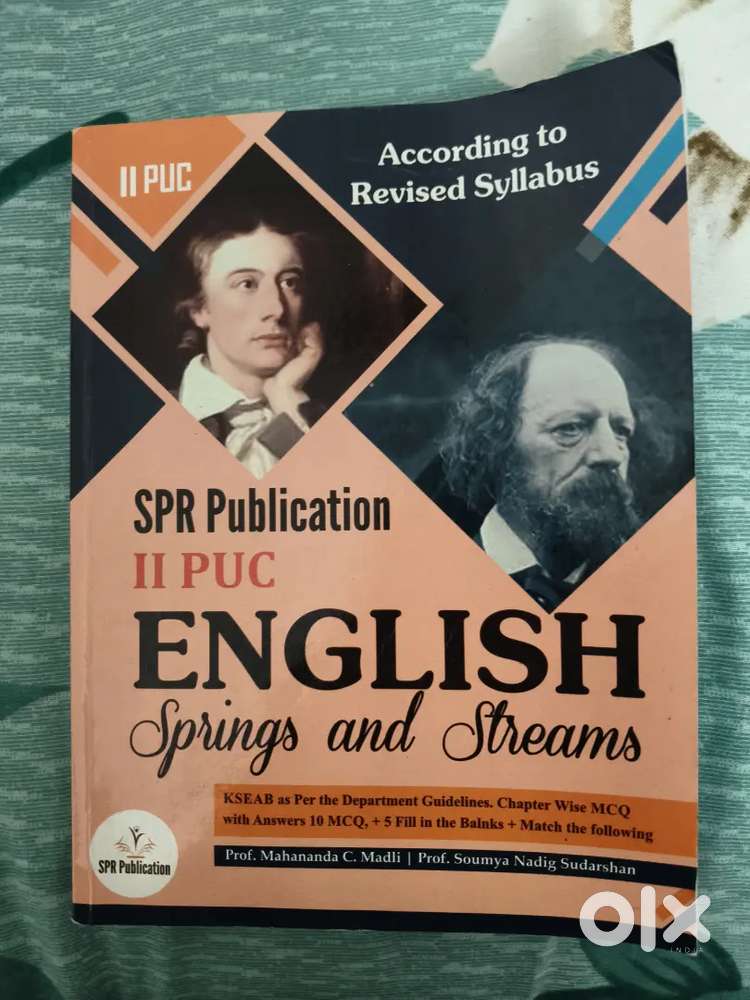 II PUC
According to
Revised Syllabus
SPR Publication
II PUC
ENGLISH
Springs and Streams
KSEAB as Per the Department Guidelines. Chapter Wise MCQ
with Answers 10 MCQ, + 5 Fill in the Balnks + Match the following
Prof. Mahananda C. Madli | Prof. Soumya Nadig Sudarshan
SPR Publication
olx
INDIA